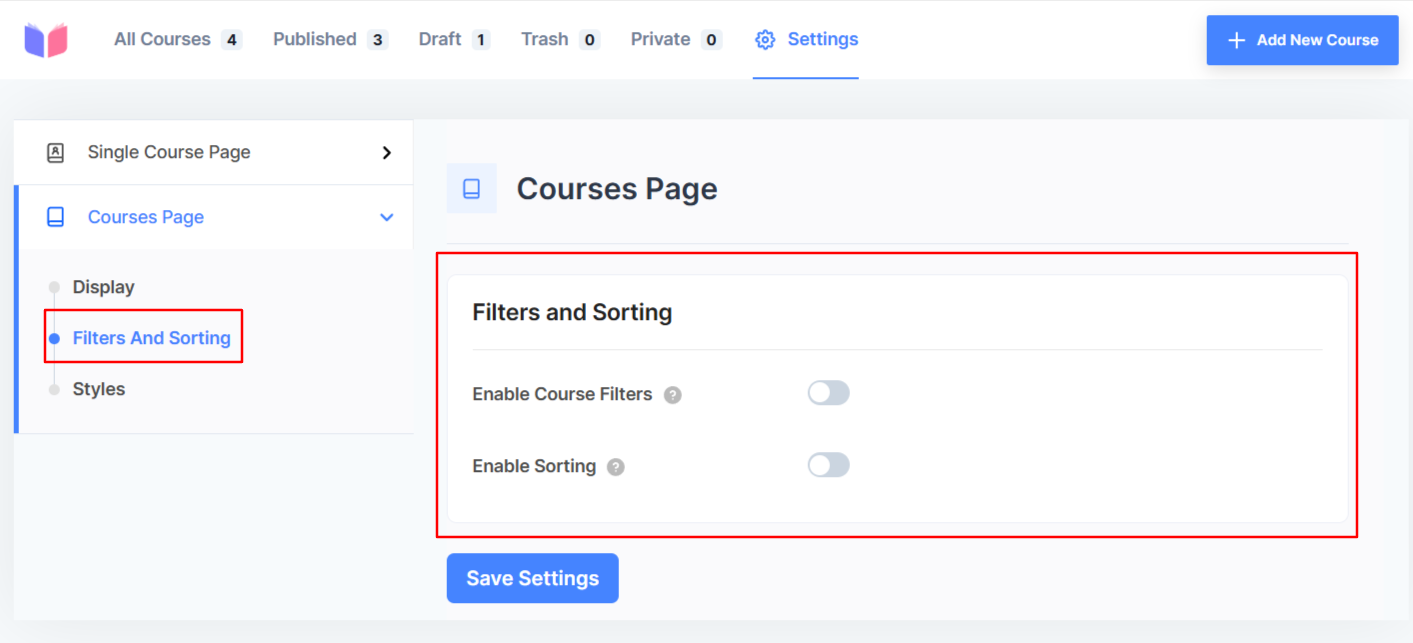 All Courses 4 Published 3 Draft 1 Trash 0 Private 0 Settings Add New Course
Single Course Page
Courses Page
Display
Filters And Sorting
Styles
Courses Page
Filters and Sorting
Enable Course Filters ?
Enable Sorting ?
Save Settings